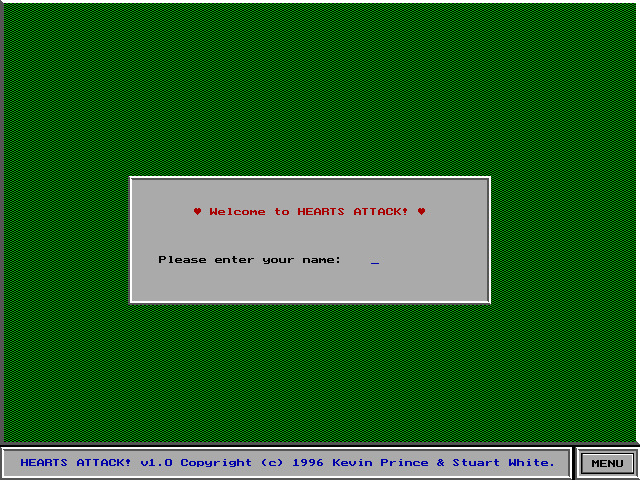 ♥ Welcome to HEARTS ATTACK! ♥
Please enter your name: _
HEARTS ATTACK! v1.0 Copyright (c) 1996 Kevin Prince & Stuart White.
MENU